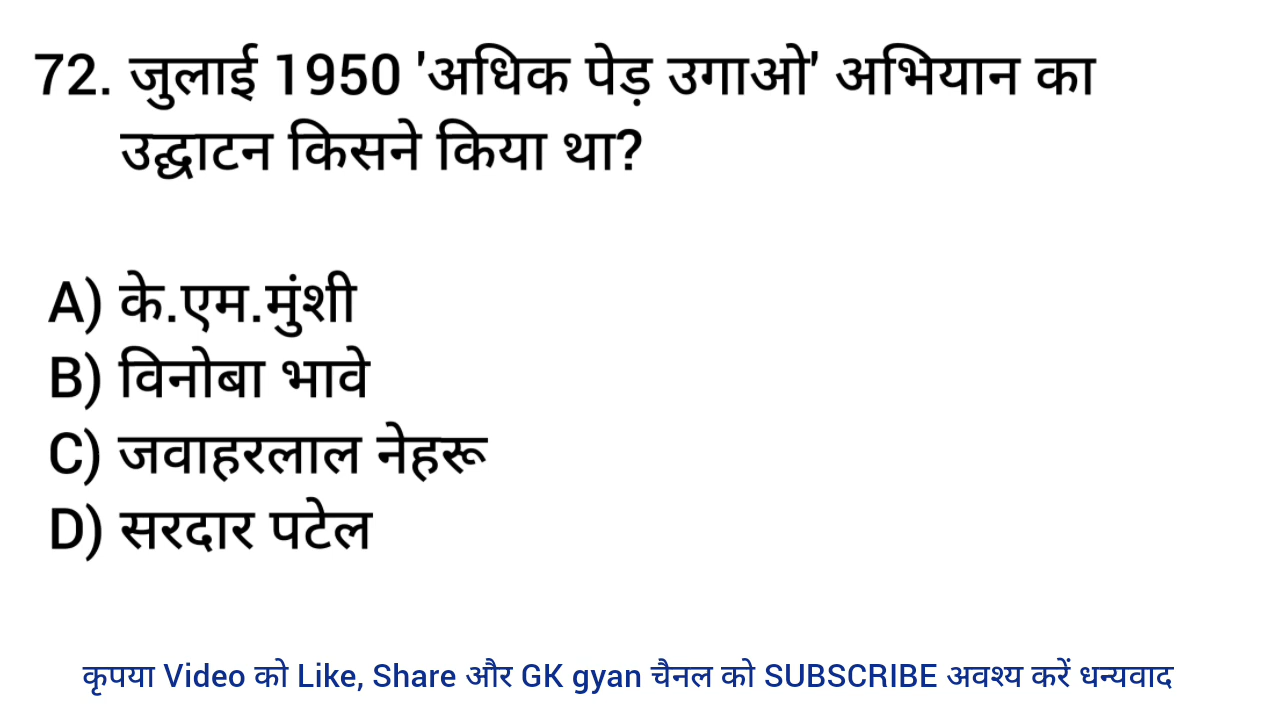 72. जुलाई 1950 'अधिक पेड़ उगाओ' अभियान का
उद्घाटन किसने किया था?
A) के.एम.मुंशी
B) विनोबा भावे
C) जवाहरलाल नेहरू
D) सरदार पटेल
कृपया Video को Like, Share और GK gyan चैनल को SUBSCRIBE अवश्य करें धन्यवाद